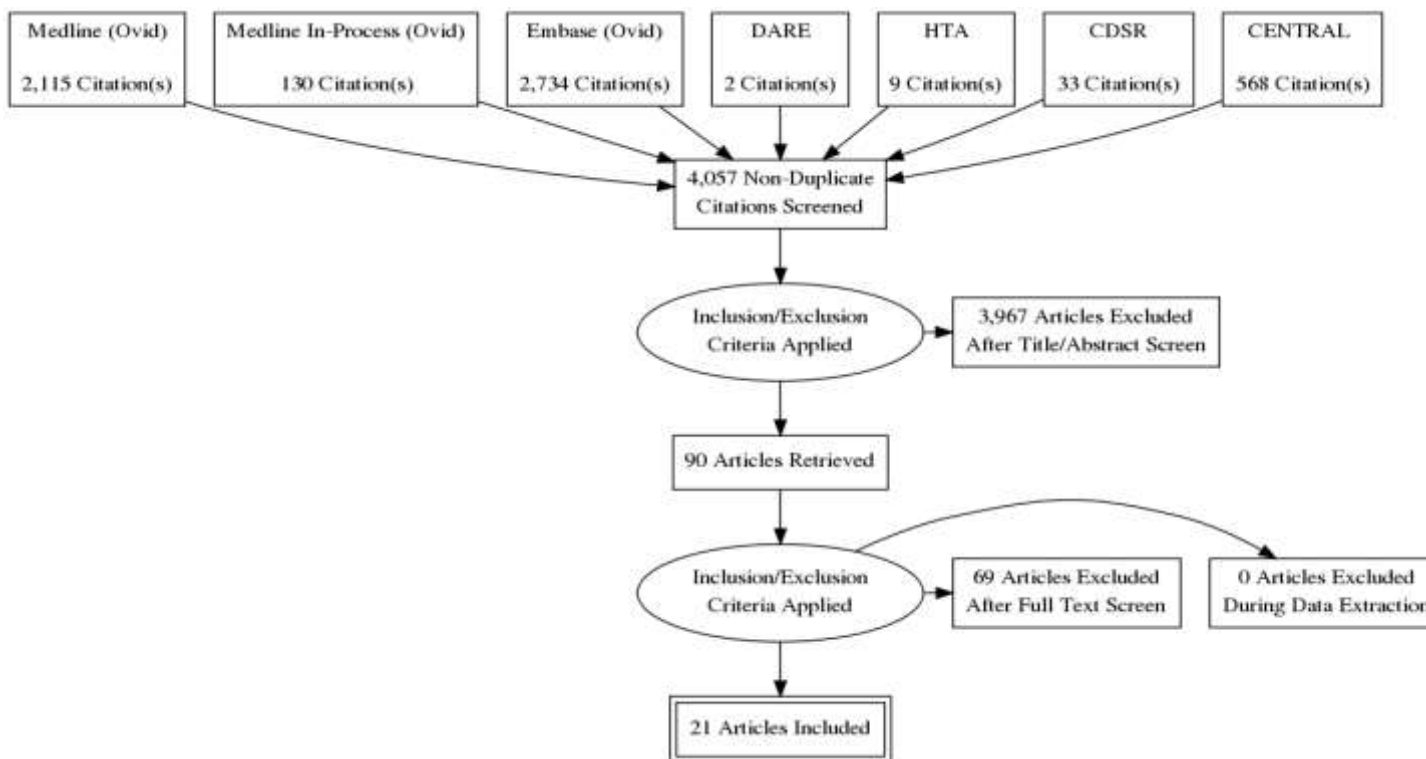 Medline (Ovid)
2,115 Citation(s)
Medline In-Process (Ovid)
130 Citation(s)
Embase (Ovid)
2,734 Citation(s)
DARE
2 Citation(s)
HTA
9 Citation(s)
CDSR
33 Citation(s)
CENTRAL
568 Citation(s)
4,057 Non-Duplicate
Citations Screened
Inclusion/Exclusion
Criteria Applied
3,967 Articles Excluded
After Title/Abstract Screen
90 Articles Retrieved
Inclusion/Exclusion
Criteria Applied
69 Articles Excluded
After Full Text Screen
0 Articles Excluded
During Data Extraction
21 Articles Included